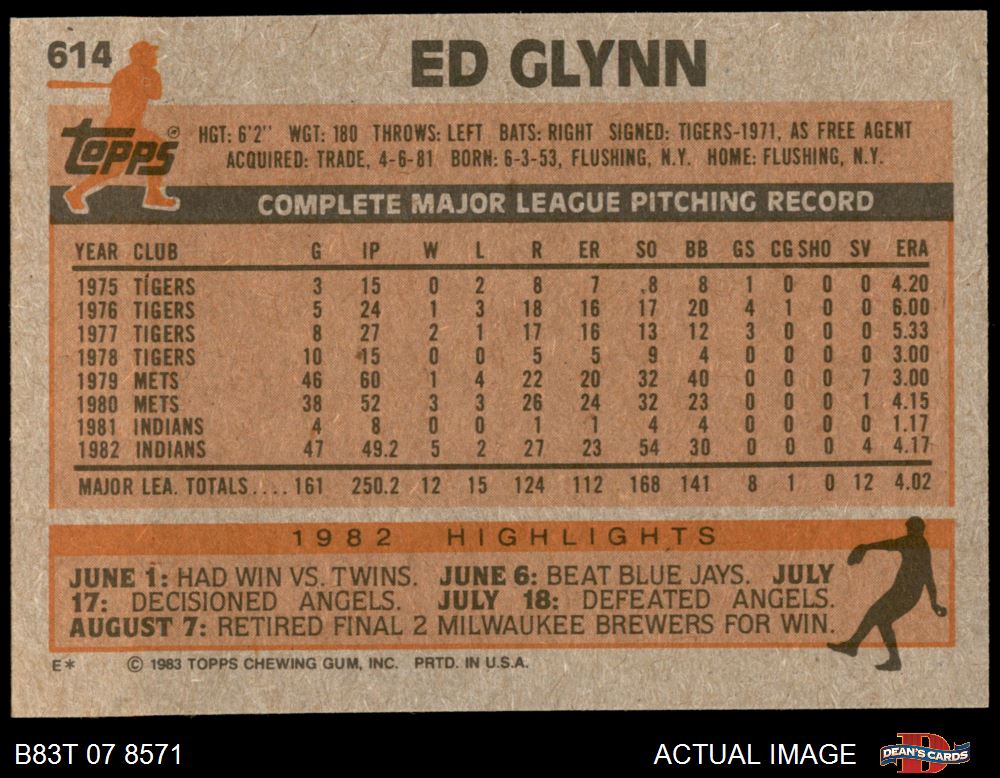 614
ED GLYNN
Topps®
HGT: 6'2" WGT: 180 THROWS: LEFT BATS: RIGHT SIGNED: TIGERS-1971, AS FREE AGENT
ACQUIRED: TRADE, 4-6-81 BORN: 6-3-53, FLUSHING, N.Y. HOME: FLUSHING, N.Y.
COMPLETE MAJOR LEAGUE PITCHING RECORD
YEAR CLUB G IP W L R ER SO BB GS CG SHO SV ERA
1975 TIGERS 3 15 0 2 8 7 8 8 1 0 0 0 4.20
1976 TIGERS 5 24 1 3 18 16 17 20 4 1 0 0 6.00
1977 TIGERS 8 27 2 1 17 16 13 12 3 0 0 0 5.33
1978 TIGERS 10 15 0 0 5 5 9 4 0 0 0 0 3.00
1979 METS 46 60 1 4 22 20 32 40 0 0 0 7 3.00
1980 METS 38 52 3 3 26 24 32 23 0 0 0 1 4.15
1981 INDIANS 4 8 0 0 1 1 4 4 0 0 0 0 1.17
1982 INDIANS 47 49.2 5 2 27 23 54 30 0 0 0 4 4.17
MAJOR LEA. TOTALS.... 161 250.2 12 15 124 112 168 141 8 1 0 12 4.02
1982 HIGHLIGHTS
JUNE 1: HAD WIN VS. TWINS. JUNE 6: BEAT BLUE JAYS. JULY
17: DECISIONED ANGELS. JULY 18: DEFEATED ANGELS.
AUGUST 7: RETIRED FINAL 2 MILWAUKEE BREWERS FOR WIN.
E* © 1983 TOPPS CHEWING GUM, INC. PRTD. IN U.S.A.
B83T 07 8571
ACTUAL IMAGE
DEAN'S CARDS